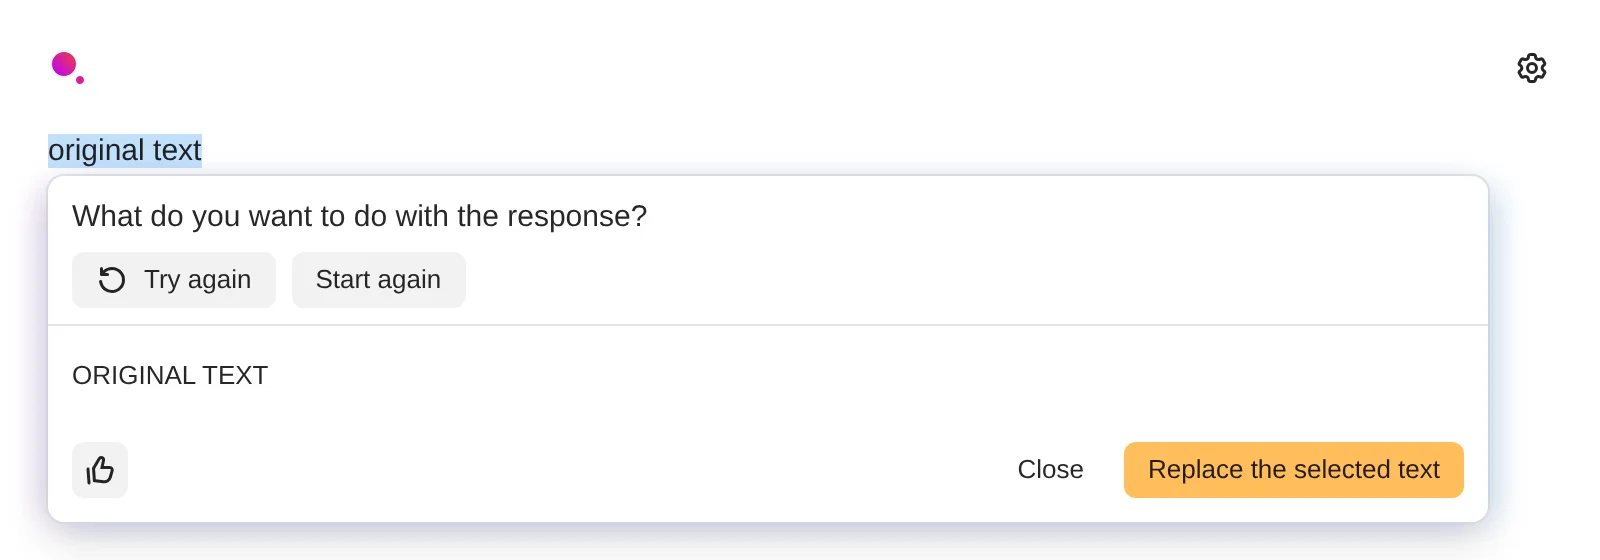 original text
What do you want to do with the response?
Try again
Start again
ORIGINAL TEXT
Close
Replace the selected text